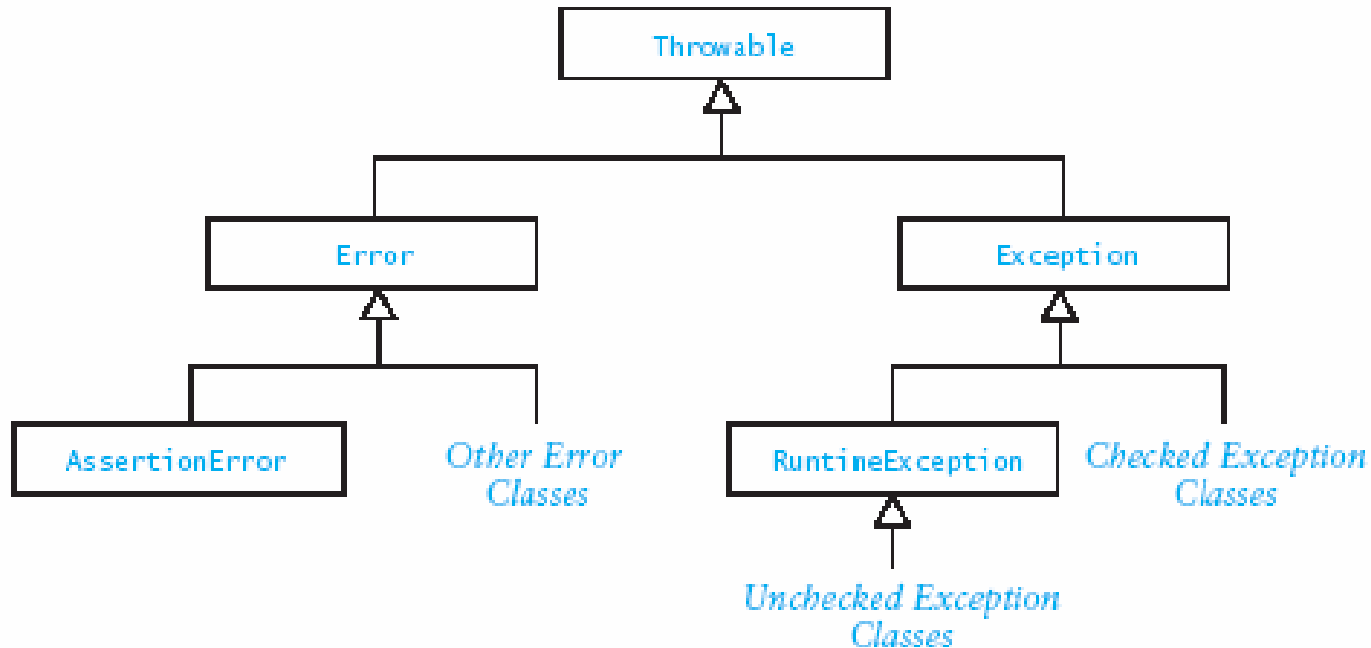 Throwable
Error
Exception
AssertionError
Other Error
Classes
RuntimeException
Checked Exception
Classes
Unchecked Exception
Classes